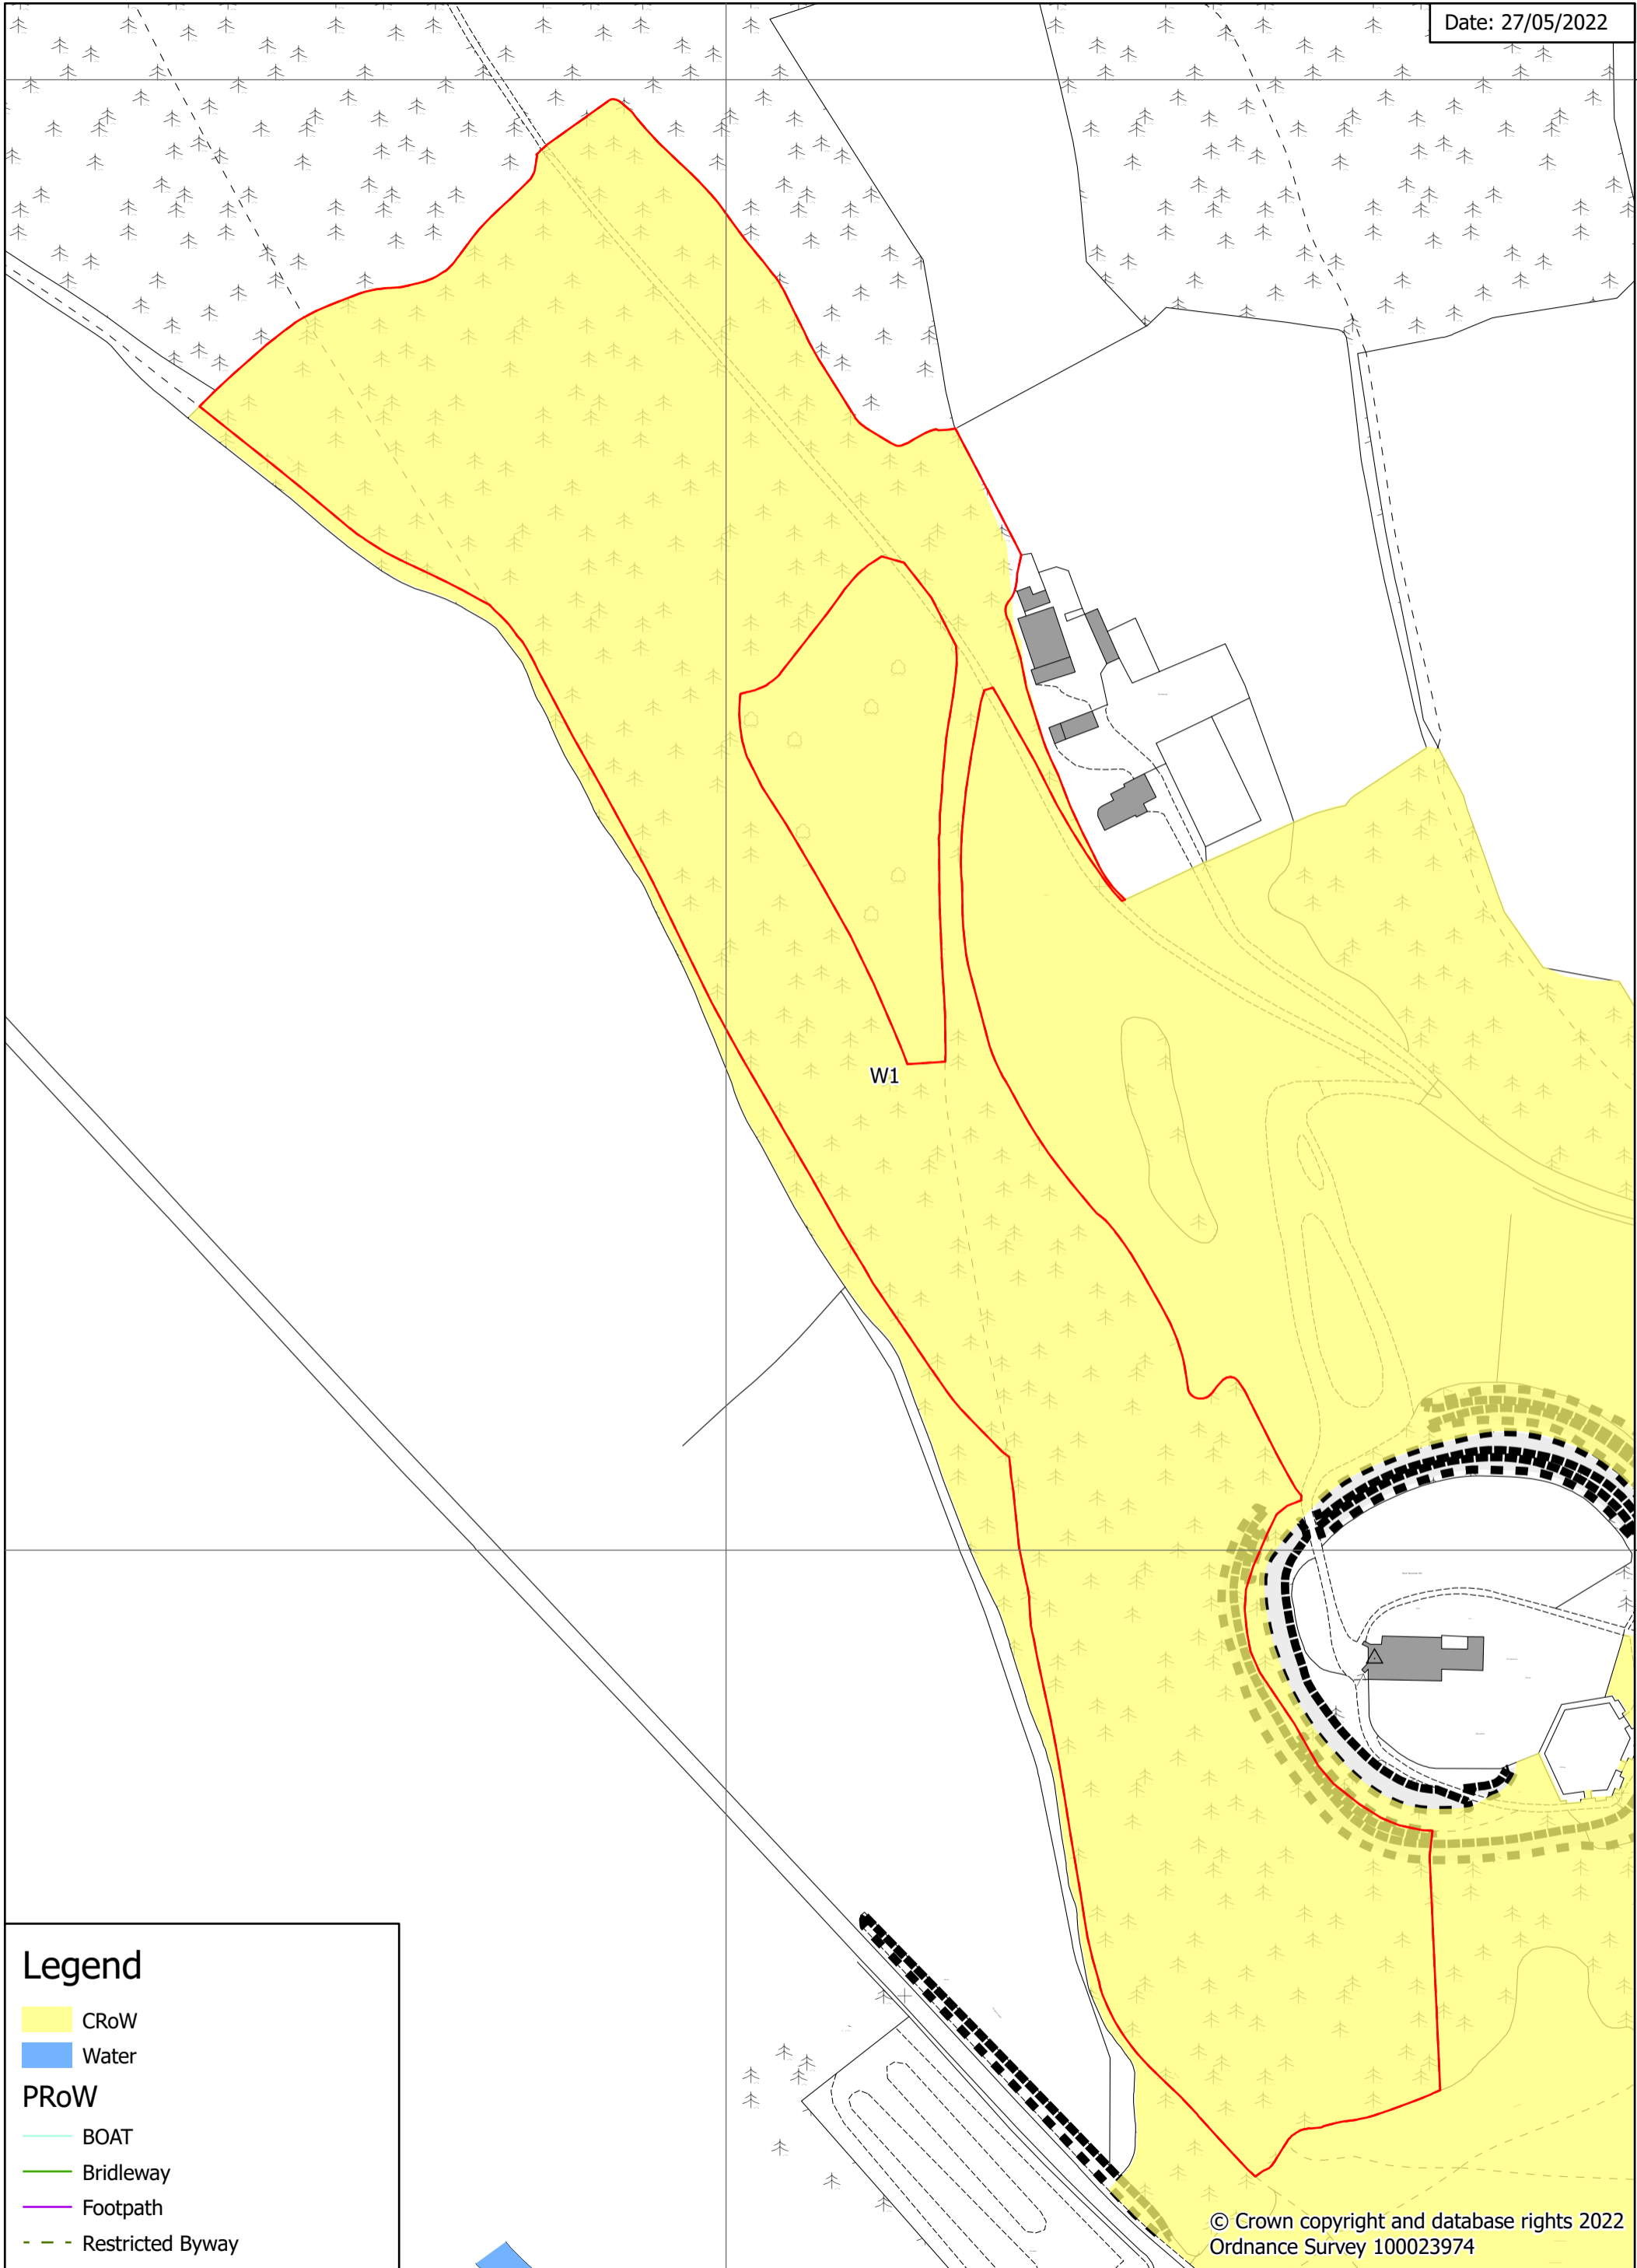 Date: 27/05/2022
W1
Legend
CRoW
Water
PRoW
BOAT
Bridleway
Footpath
Restricted Byway
© Crown copyright and database rights 2022
Ordnance Survey 100023974